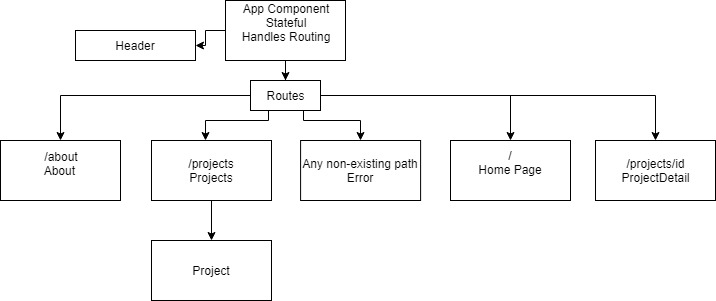 App Component
Stateful
Handles Routing
Header
Routes
/about
About
/projects
Projects
Any non-existing path
Error
/
Home Page
/projects/id
ProjectDetail
Project